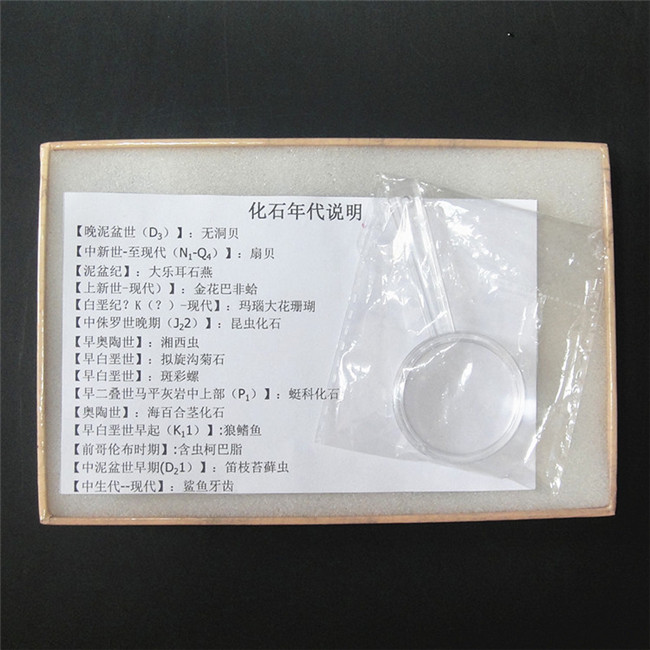 化石年代说明
【晚泥盆世（D₃）】：无洞贝
【中新世-至现代（N₁-Q₄）】：扇贝
【泥盆纪】：大乐耳石燕
【上新世-现代）】：金花巴非蛤
【白垩纪？K（？）-现代】：玛瑙大花珊瑚
【中侏罗世晚期（J₂2）】：昆虫化石
【早奥陶世】：湘西虫
【早白垩世】：拟旋沟菊石
【早白垩世】：斑彩螺
【早二叠世马平灰岩中上部（P₁）】：蜓科化石
【奥陶世】：海百合茎化石
【早白垩世早起（K₁1）】:狼鳍鱼
【前哥伦布时期】:含虫柯巴脂
【中泥盆世早期(D₂1)】：笛枝苔藓虫
【中生代--现代】：鲨鱼牙齿